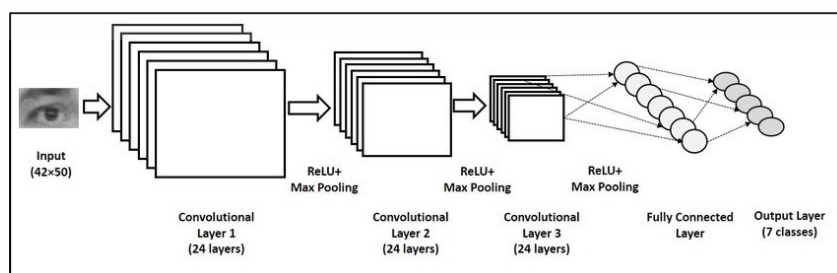 Input
(42×50)
Convolutional
Layer 1
(24 layers)
ReLU+
Max Pooling
Convolutional
Layer 2
(24 layers)
ReLU+
Max Pooling
Convolutional
Layer 3
(24 layers)
ReLU+
Max Pooling
Fully Connected
Layer
Output Layer
(7 classes)